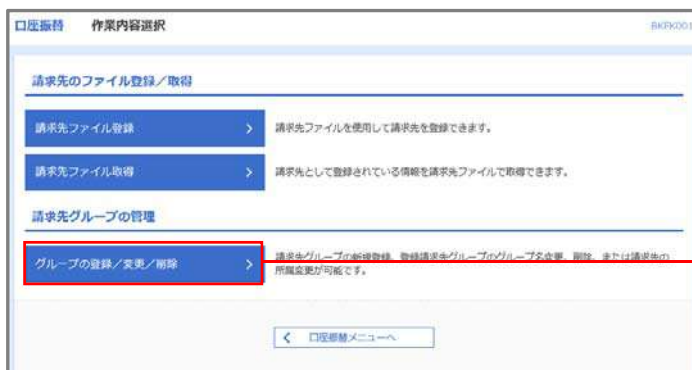 口座振替 作業内容選択 BKFK001
請求先のファイル登録／取得
請求先ファイル登録 請求先ファイルを使用して請求先を登録できます。
請求先ファイル取得 請求先として登録されている情報を請求先ファイルで取得できます。
請求先グループの管理
グループの登録／変更／削除 請求先グループの新規登録、登録請求先グループのグループ名変更、削除、または請求先の
所属変更が可能です。
口座振替メニューへ